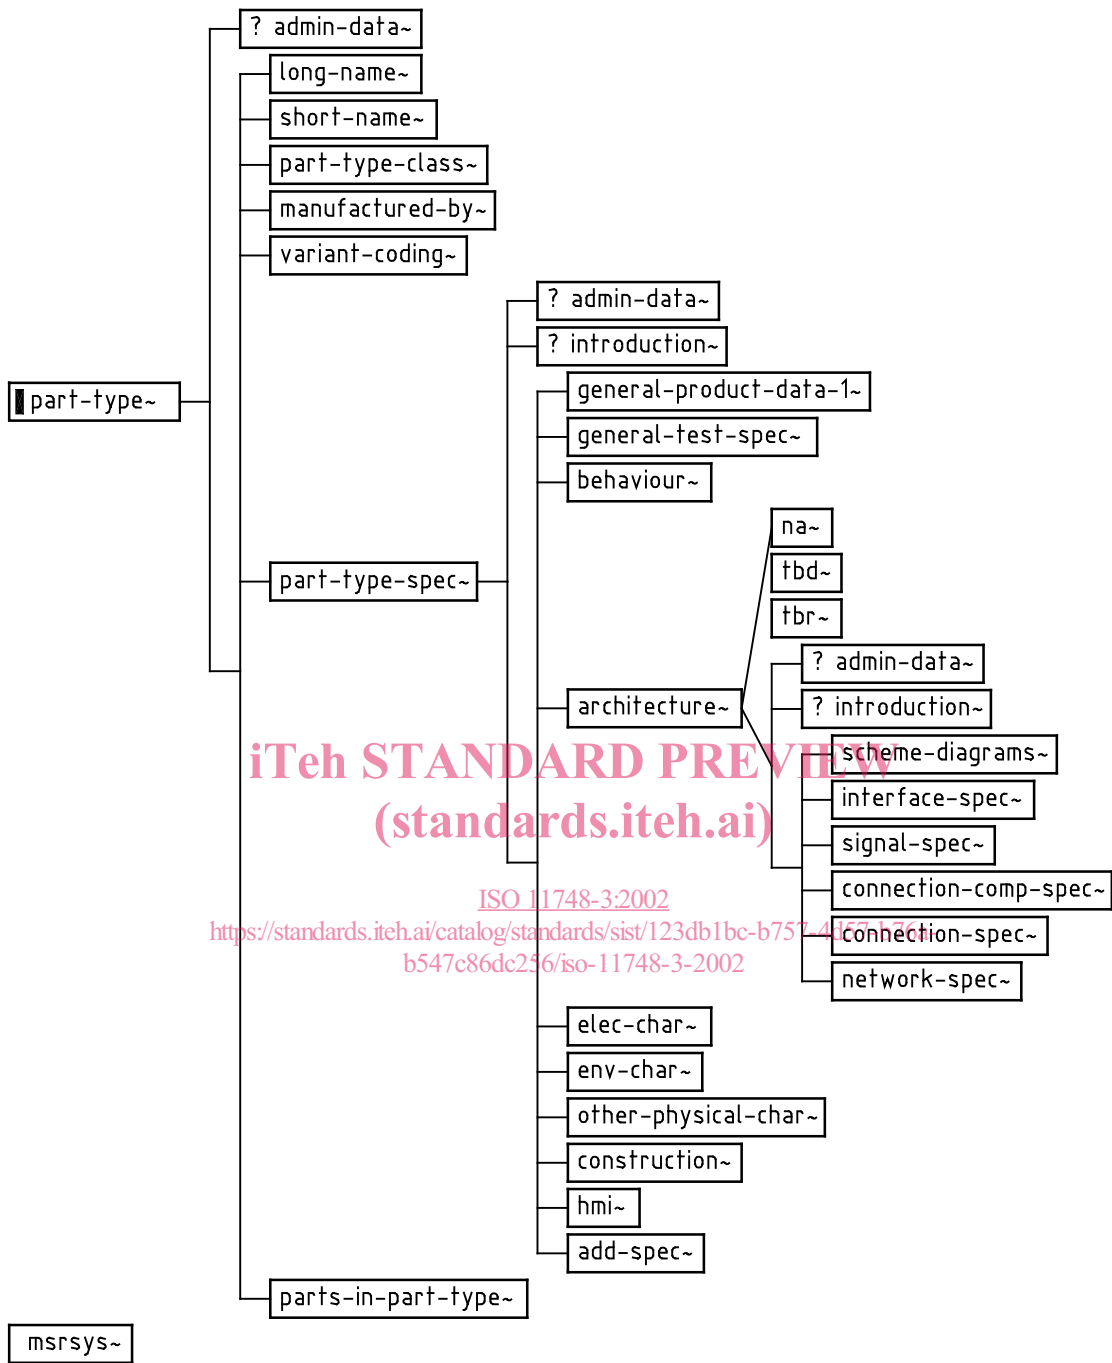 ? admin-data~
long-name~
short-name~
part-type-class~
manufactured-by~
variant-coding~
? admin-data~
? introduction~
general-product-data-1~
part-type~
general-test-spec~
behaviour~
na~
tbd~
part-type-spec~
tbr~
? admin-data~
architecture~
? introduction~
scheme-diagrams~
iTeh STANDARD PREVIEW
interface-spec~
(standards.iteh.ai)
signal-spec~
connection-comp-spec~
ISO 11748-3:2002
connection-spec~
https://standards.iteh.ai/catalog/standards/sist/123db1bc-b757-4d57-b76a-
b547c86dc256/iso-11748-3-2002
network-spec~
elec-char~
env-char~
other-physical-char~
construction~
hmi~
add-spec~
parts-in-part-type~
msrsys~